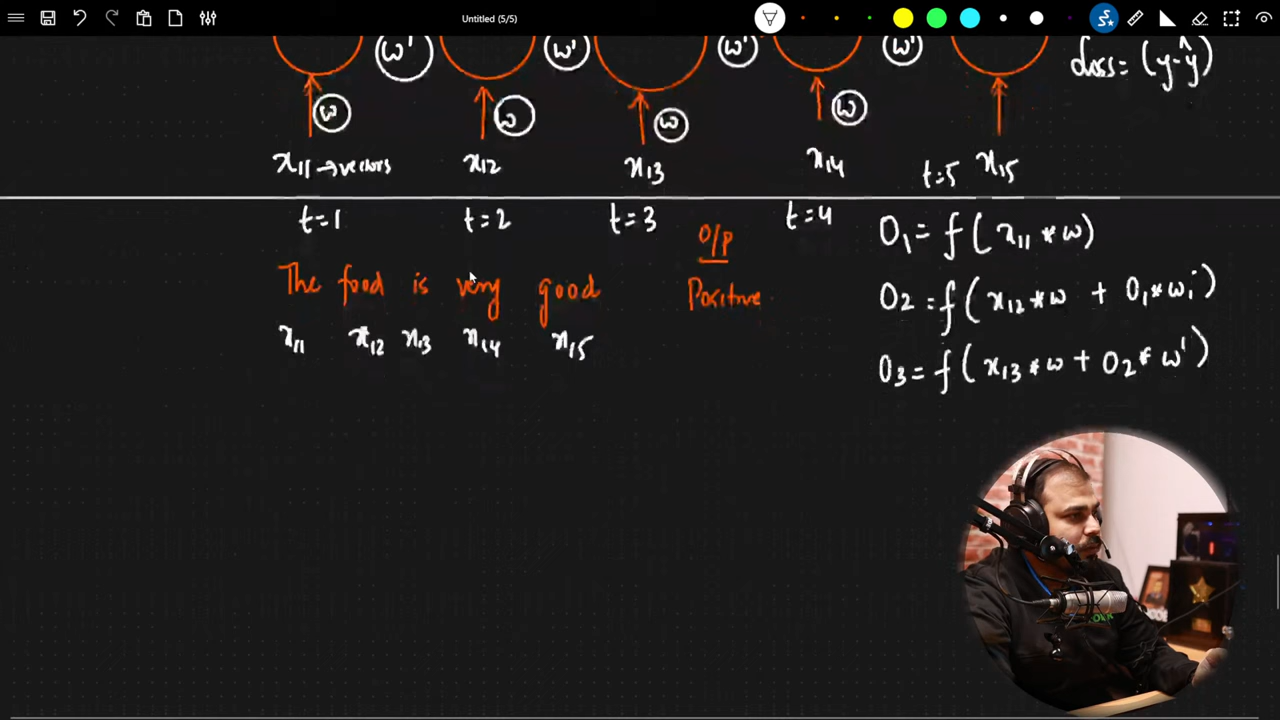 Untitled (5/5)
w' w' w' w' loss = (y-ŷ)
w w w w
x11 → vectors x12 x13 x14 t=5 x15
t=1 t=2 t=3 t=4
O1 = f(x11 * w)
O/P
The food is very good Positive
O2 = f(x12 * w + O1 * wi)
x11 x12 x13 x14 x15
O3 = f(x13 * w + O2 * w')